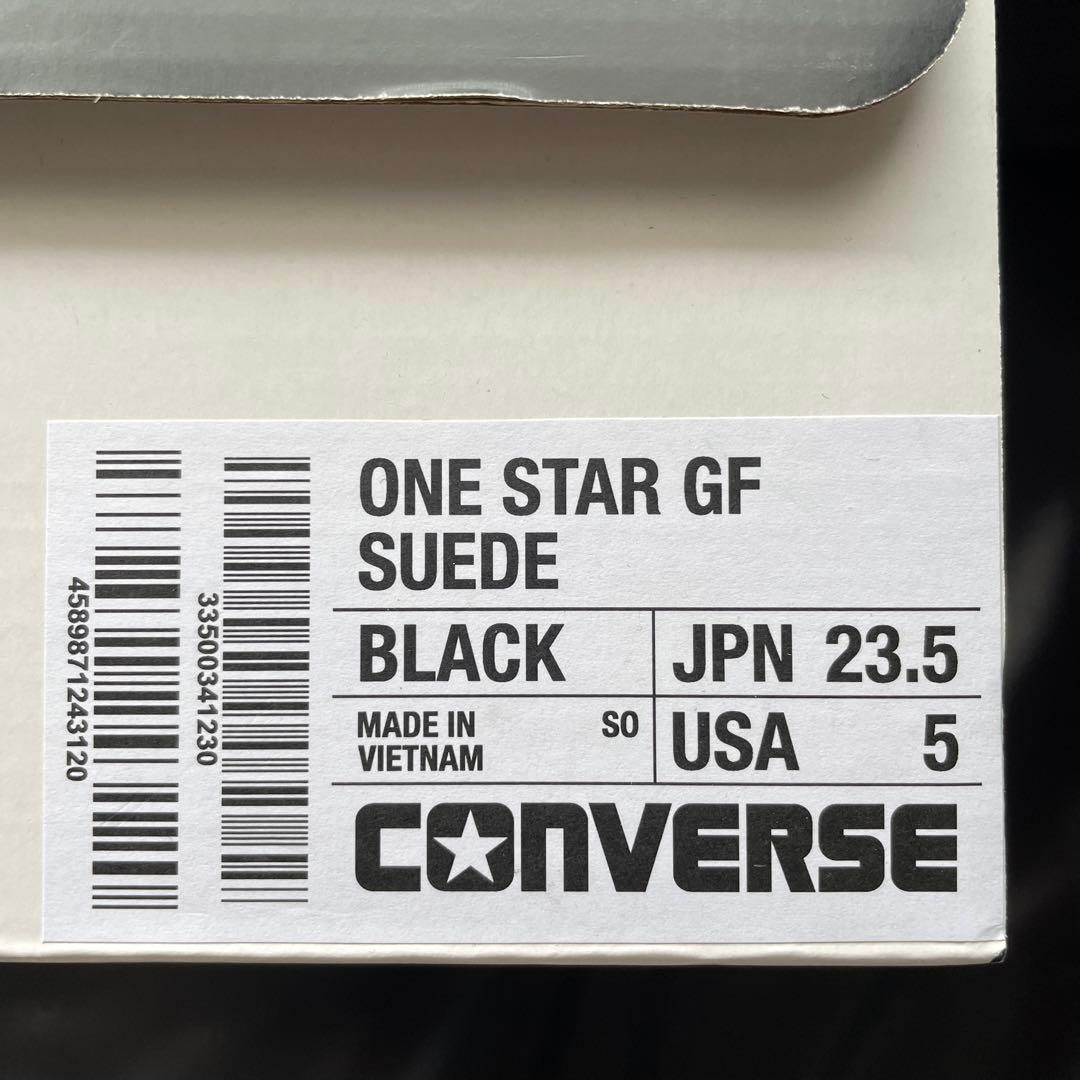 4589871243120
33500341230
ONE STAR GF
SUEDE
BLACK
JPN 23.5
MADE IN
VIETNAM
SO
USA 5
CONVERSE